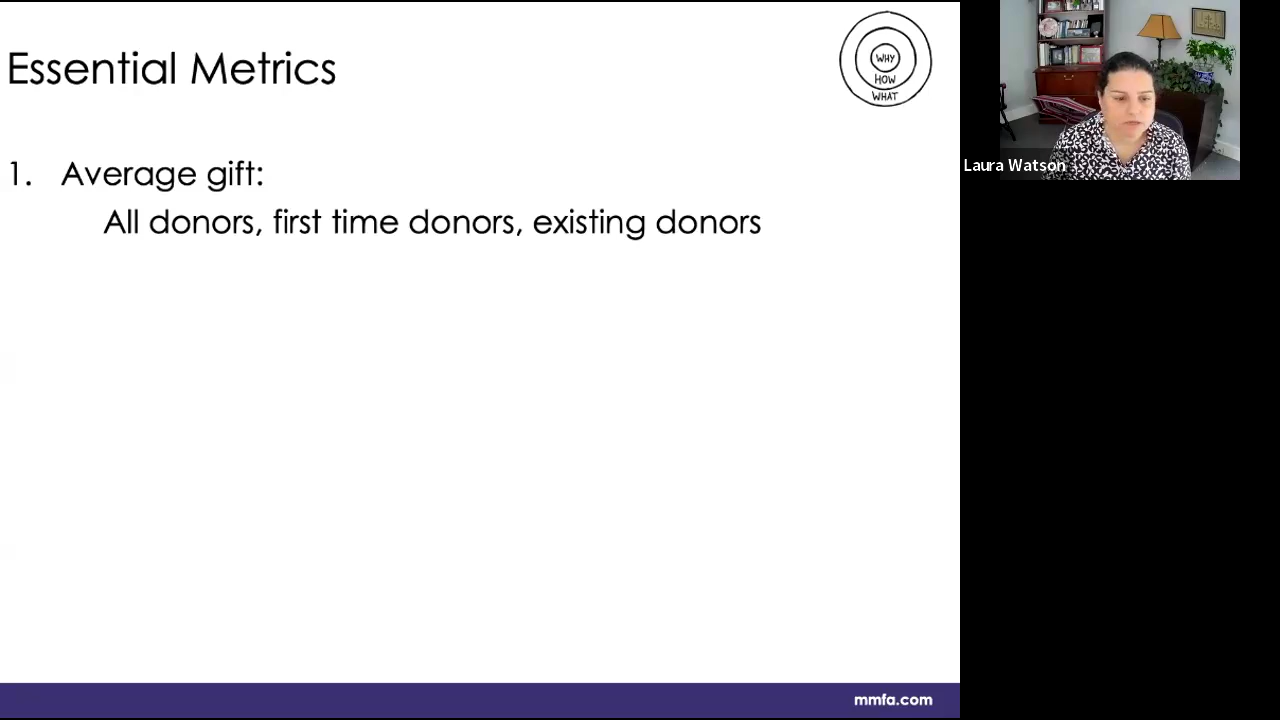 Essential Metrics
WHY
HOW
WHAT
Laura Watson
1. Average gift:
All donors, first time donors, existing donors
mmfa.com